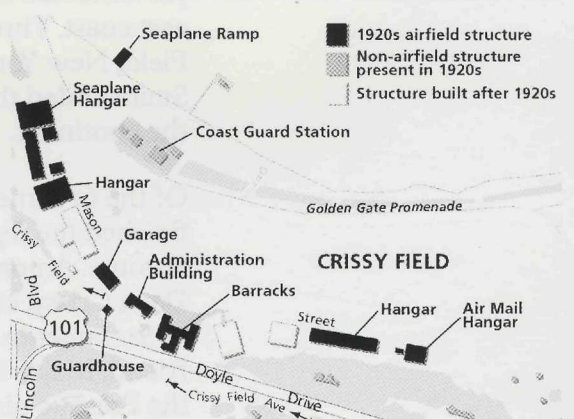 Seaplane Ramp
1920s airfield structure
Non-airfield structure
present in 1920s
Structure built after 1920s
Seaplane
Hangar
Coast Guard Station
Hangar
Mason
Golden Gate Promenade
Crissy
Field
Garage
Administration
Building
CRISSY FIELD
Barracks
Blvd
101
Street
Hangar
Air Mail
Hangar
Guardhouse
Lincoln
Doyle
Drive
Crissy Field Ave